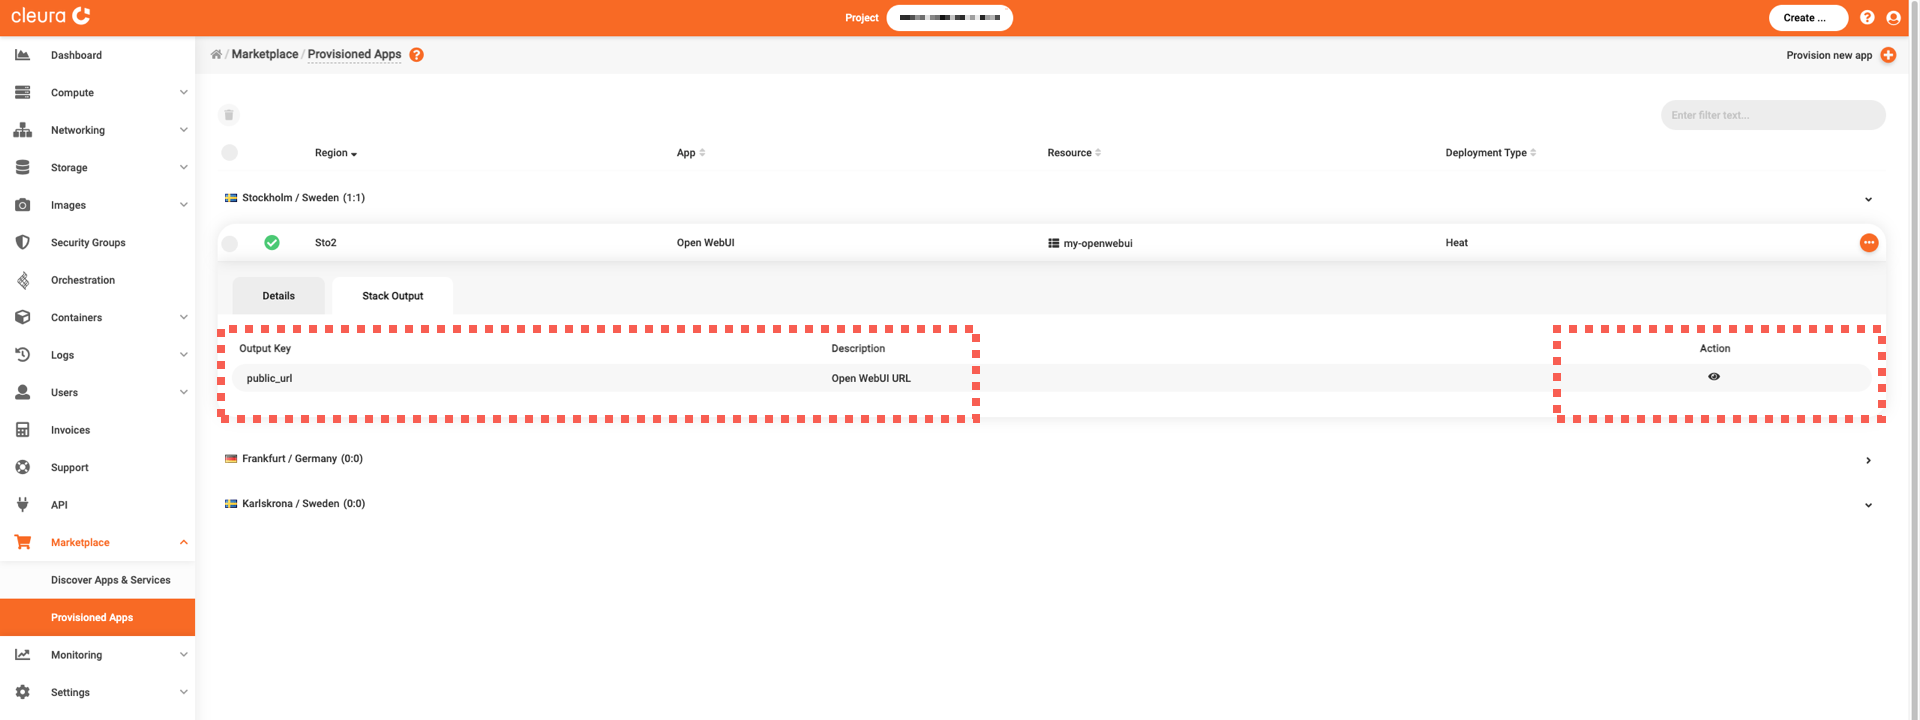 cleura
Project
Create ...
Dashboard
Compute
Networking
Storage
Images
Security Groups
Orchestration
Containers
Logs
Users
Invoices
Support
API
Marketplace
Discover Apps & Services
Provisioned Apps
Monitoring
Settings
/ Marketplace / Provisioned Apps ?
Provision new app
Enter filter text...
Region App Resource Deployment Type
Stockholm / Sweden (1:1)
Sto2 Open WebUI my-openwebui Heat
Details Stack Output
Output Key Description Action
public_url Open WebUI URL
Frankfurt / Germany (0:0)
Karlskrona / Sweden (0:0)